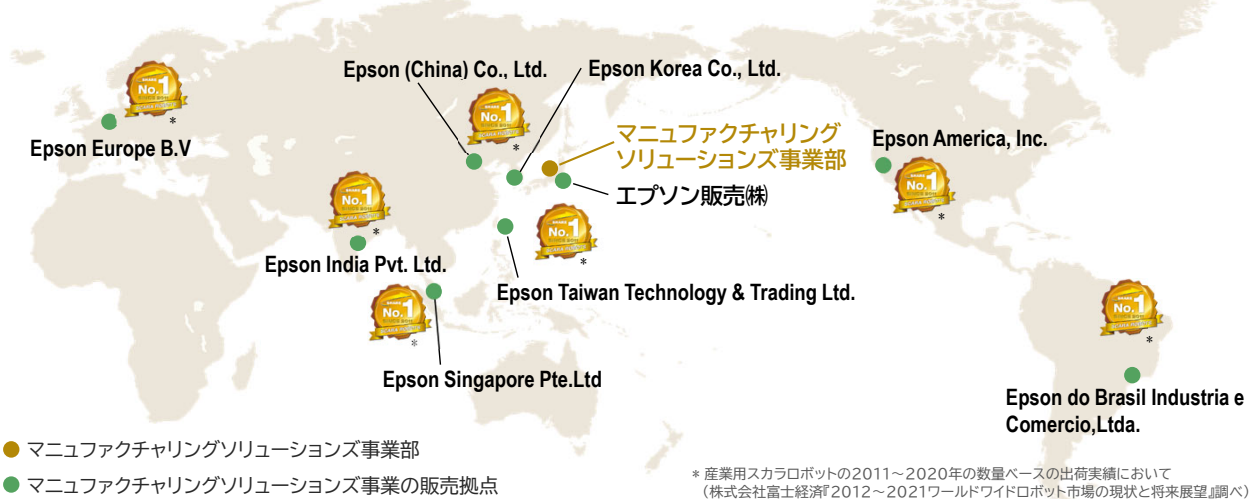 Epson (China) Co., Ltd.
Epson Korea Co., Ltd.
No.1
*
Epson Europe B.V
No.1
*
マニュファクチャリング
ソリューションズ事業部
エプソン販売㈱
Epson America, Inc.
No.1
*
No.1
*
Epson India Pvt. Ltd.
No.1
*
Epson Taiwan Technology & Trading Ltd.
No.1
*
Epson Singapore Pte.Ltd
No.1
*
Epson do Brasil Industria e
Comercio,Ltda.
マニュファクチャリングソリューションズ事業部
マニュファクチャリングソリューションズ事業の販売拠点
* 産業用スカラロボットの2011~2020年の数量ベースの出荷実績において
(株式会社富士経済『2012~2021ワールドワイドロボット市場の現状と将来展望』調べ)